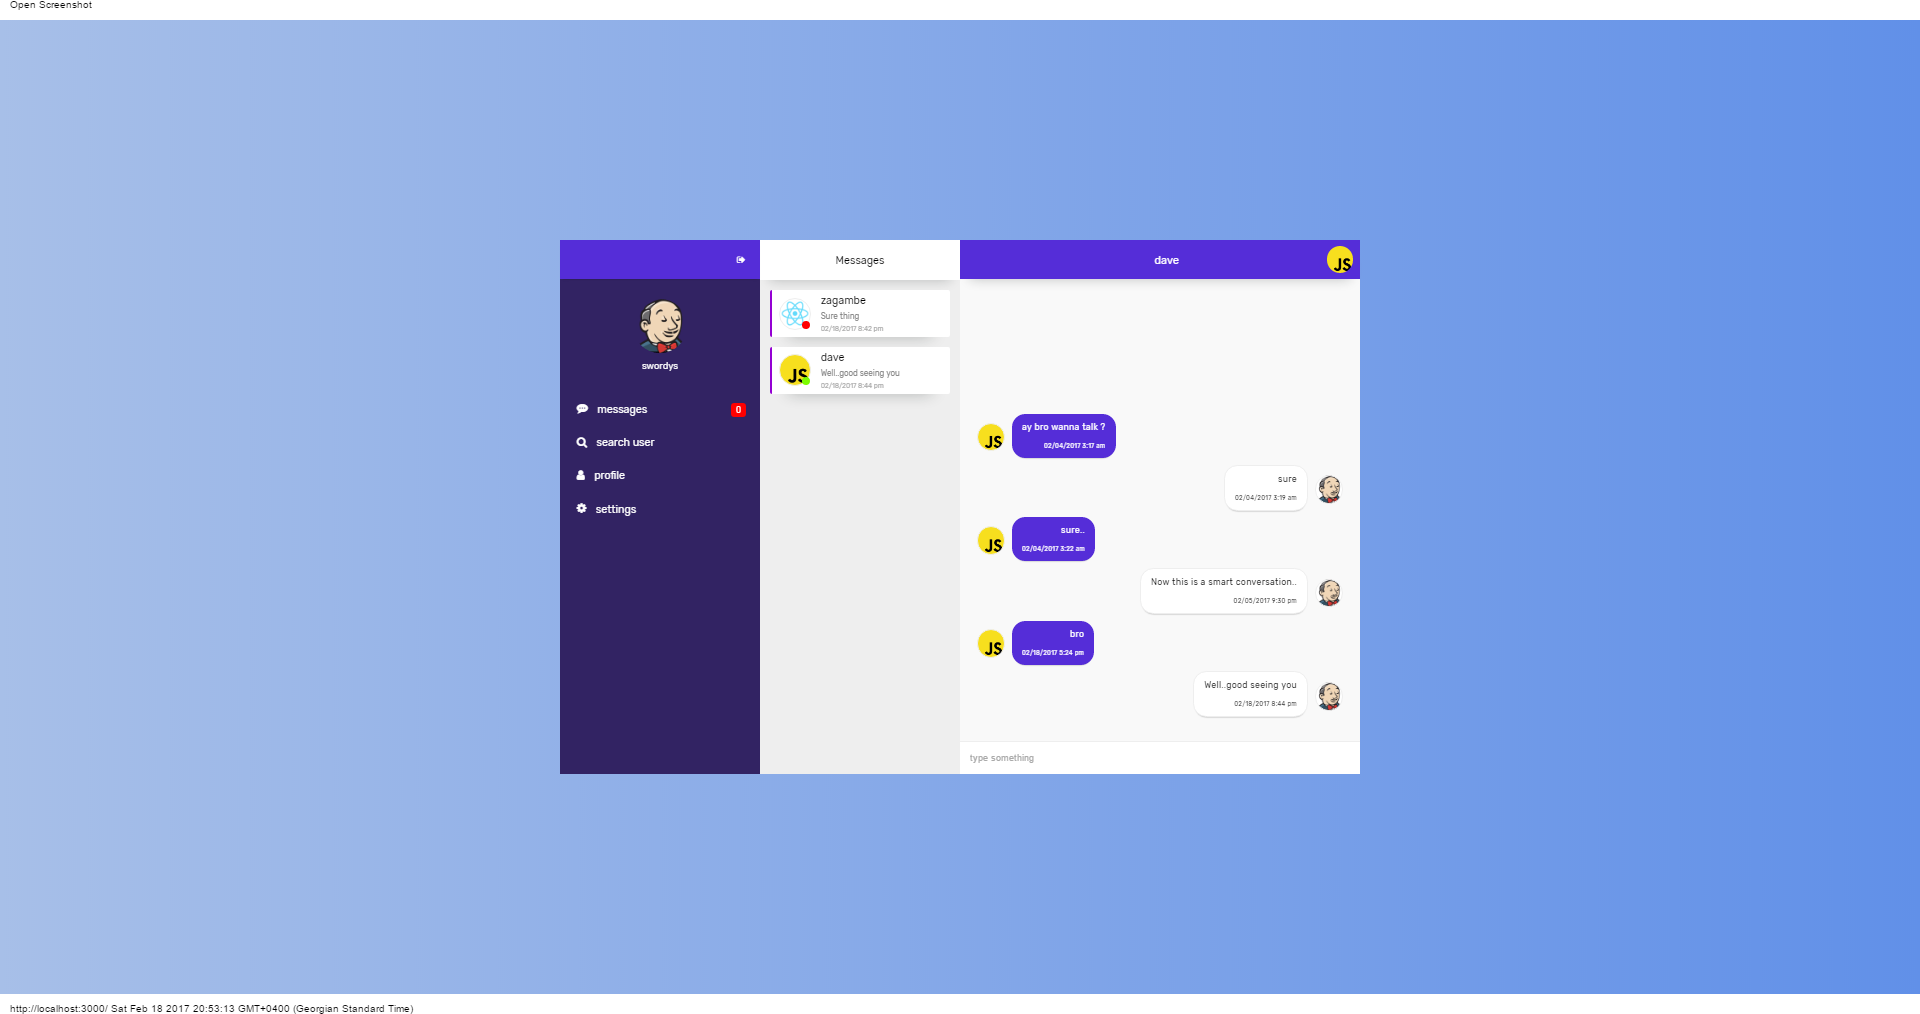 Open Screenshot
swordys
messages 0
search user
profile
settings
Messages
zagambe
Sure thing
02/18/2017 8:42 pm
JS
dave
Well..good seeing you
02/18/2017 8:44 pm
dave
JS
JS
ay bro wanna talk ?
02/04/2017 3:17 am
sure
02/04/2017 3:19 am
JS
sure..
02/04/2017 3:22 am
Now this is a smart conversation..
02/05/2017 9:30 pm
JS
bro
02/18/2017 5:24 pm
Well..good seeing you
02/18/2017 8:44 pm
type something
http://localhost:3000/ Sat Feb 18 2017 20:53:13 GMT+0400 (Georgian Standard Time)